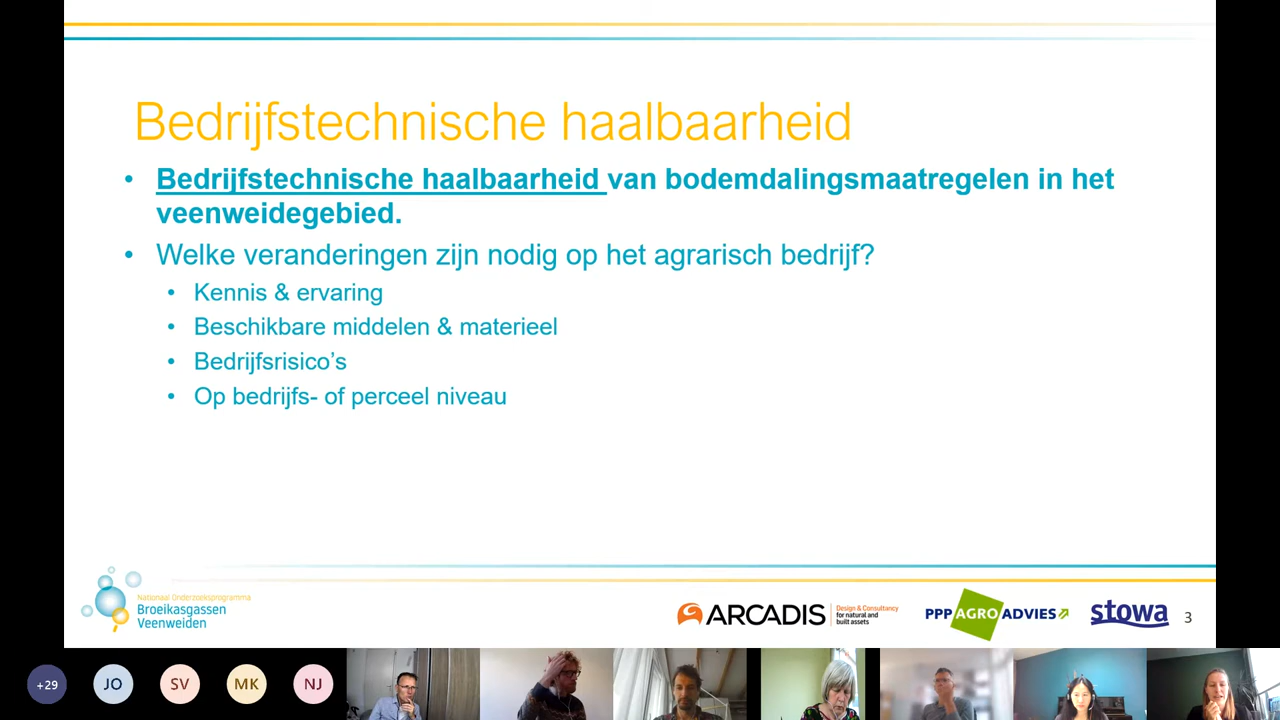 Bedrijfstechnische haalbaarheid
• Bedrijfstechnische haalbaarheid van bodemdalingsmaatregelen in het
veenweidegebied.
• Welke veranderingen zijn nodig op het agrarisch bedrijf?
• Kennis & ervaring
• Beschikbare middelen & materieel
• Bedrijfsrisico’s
• Op bedrijfs- of perceel niveau
Nationaal Onderzoeksprogramma
Broeikasgassen
Veenweiden
ARCADIS
Design & Consultancy
for natural and
built assets
PPP AGRO ADVIES
stowa
3
+29
JO
SV
MK
NJ